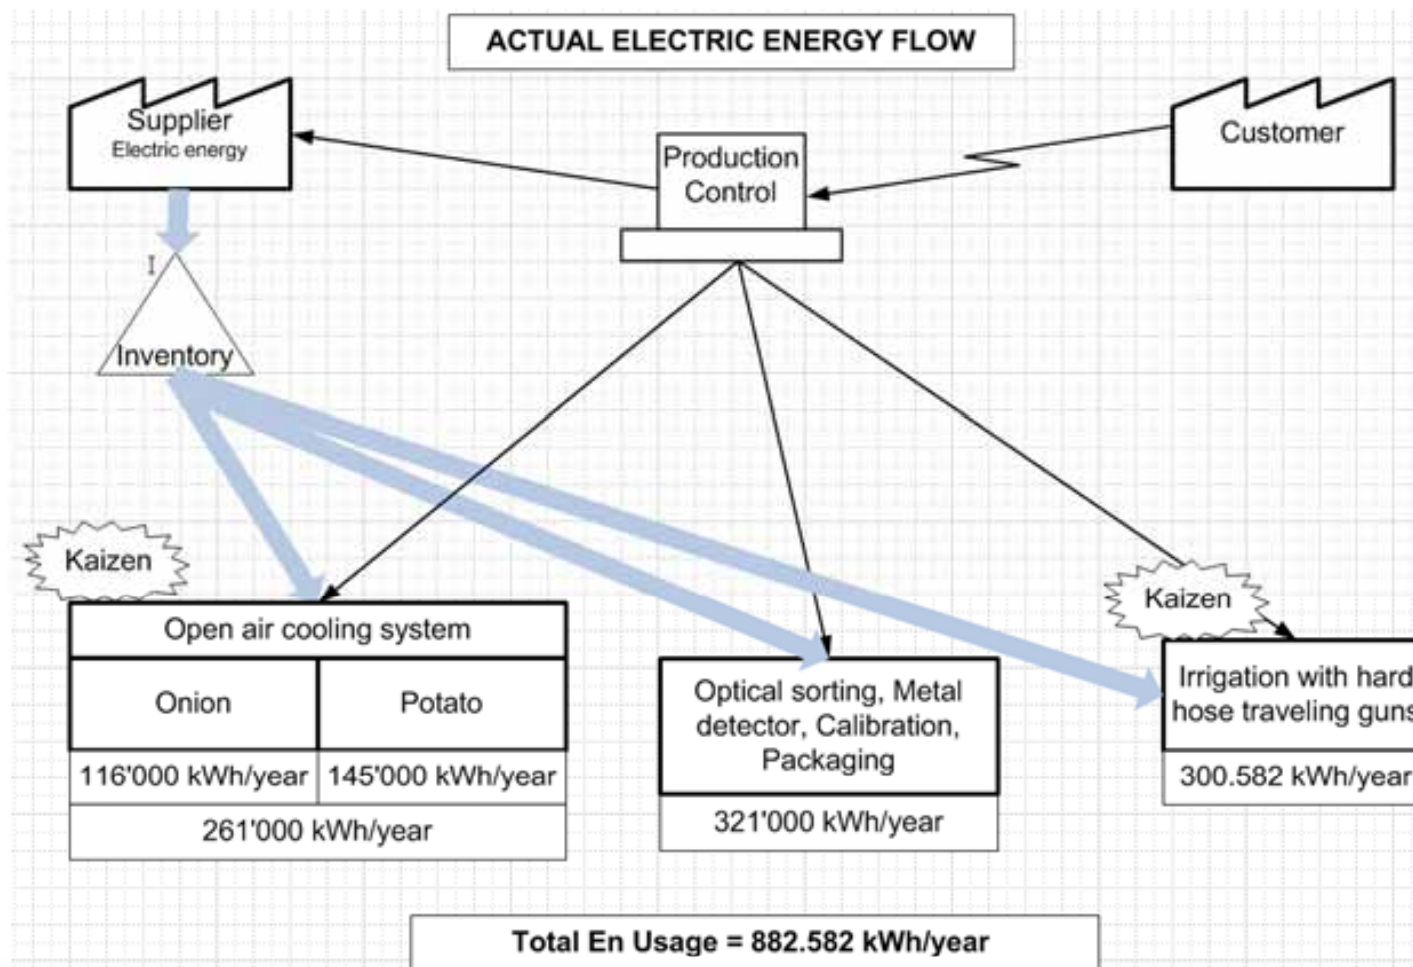 ACTUAL ELECTRIC ENERGY FLOW
Supplier
Electric energy
Production
Control
Customer
Inventory
Kaizen
Kaizen
Open air cooling system
Onion
Potato
116'000 kWh/year
145'000 kWh/year
261'000 kWh/year
Optical sorting, Metal
detector, Calibration,
Packaging
321'000 kWh/year
Irrigation with hard
hose traveling guns
300.582 kWh/year
Total En Usage = 882.582 kWh/year